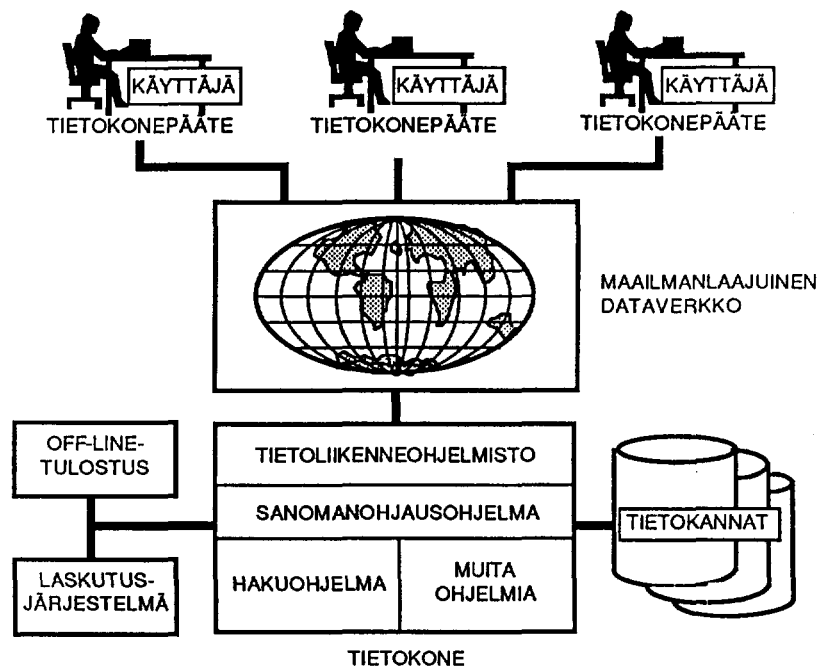 KÄYTTÄJÄ
TIETOKONEPÄÄTE
KÄYTTÄJÄ
TIETOKONEPÄÄTE
KÄYTTÄJÄ
TIETOKONEPÄÄTE
MAAILMANLAAJUINEN
DATAVERKKO
OFF-LINE-
TULOSTUS
LASKUTUS-
JÄRJESTELMÄ
TIETOLIIKENNEOHJELMISTO
SANOMANOHJAUSOHJELMA
HAKUOHJELMA
MUITA
OHJELMIA
TIETOKONE
TIETOKANNAT